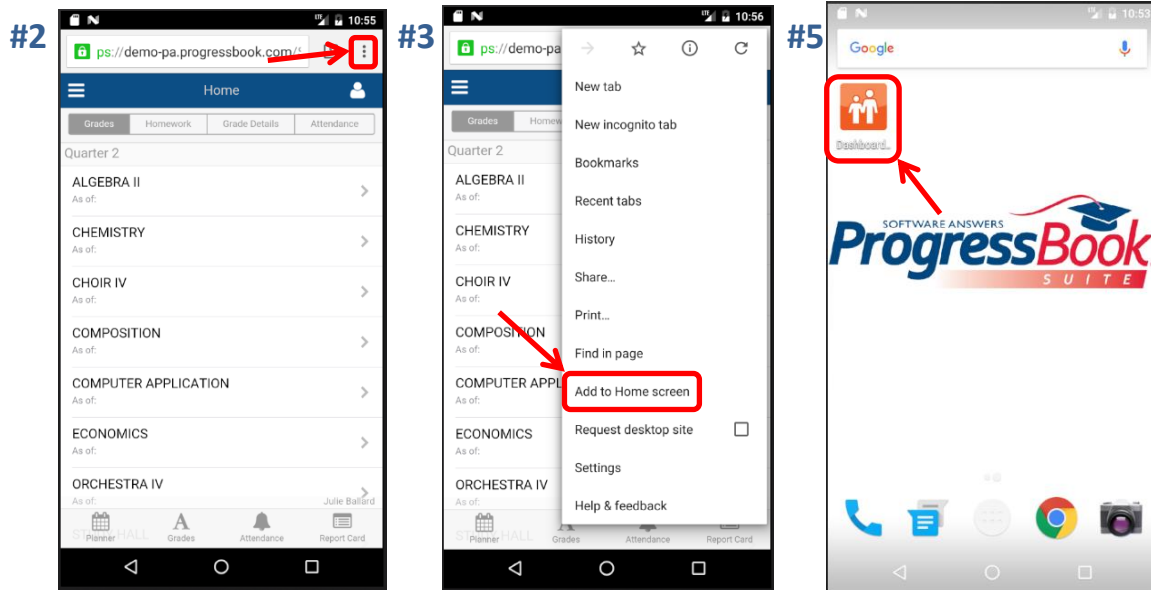 #2
10:55
ps://demo-pa.progressbook.com/
Home
Grades Homework Grade Details Attendance
Quarter 2
ALGEBRA II
As of:
CHEMISTRY
As of:
CHOIR IV
As of:
COMPOSITION
As of:
COMPUTER APPLICATION
As of:
ECONOMICS
As of:
ORCHESTRA IV
As of: Julie Ballard
HALL
Planner Grades Attendance Report Card
#3
LTE 10:56
ps://demo-pa
Grades Homew
Quarter 2
ALGEBRA II
As of:
CHEMISTRY
As of:
CHOIR IV
As of:
COMPOSITION
As of:
COMPUTER APPL
As of:
ECONOMICS
As of:
ORCHESTRA IV
As of:
HALL
Planner Grades Attendance Report Card
New tab
New incognito tab
Bookmarks
Recent tabs
History
Share...
Print...
Find in page
Add to Home screen
Request desktop site
Settings
Help & feedback
#5
LTE 10:53
Google
Dashboard..
SOFTWARE ANSWERS
ProgressBook
SUITE